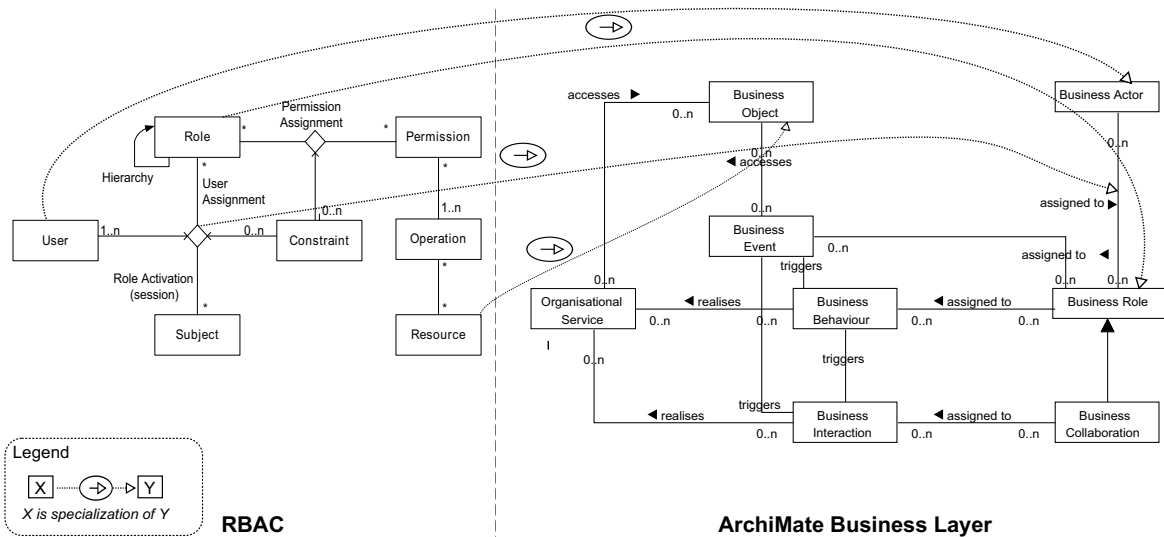 accesses
Business
Object
0..n
Business Actor
0..n
Permission
Assignment
Role
*
*
Permission
Hierarchy
*
User
Assignment
*
0..n
accesses
1..n
0..n
0..n
assigned to
User
1..n
0..n
Constraint
Operation
Business
Event
0..n
assigned to
Role Activation
(session)
*
*
triggers
0..n
0..n
0..n
0..n
Subject
*
Resource
Organisational
Service
realises
0..n
0..n
Business
Behaviour
assigned to
0..n
0..n
Business Role
I
0..n
triggers
triggers
realises
0..n
Business
Interaction
assigned to
0..n
0..n
Business
Collaboration
Legend
X
Y
X is specialization of Y
RBAC
ArchiMate Business Layer